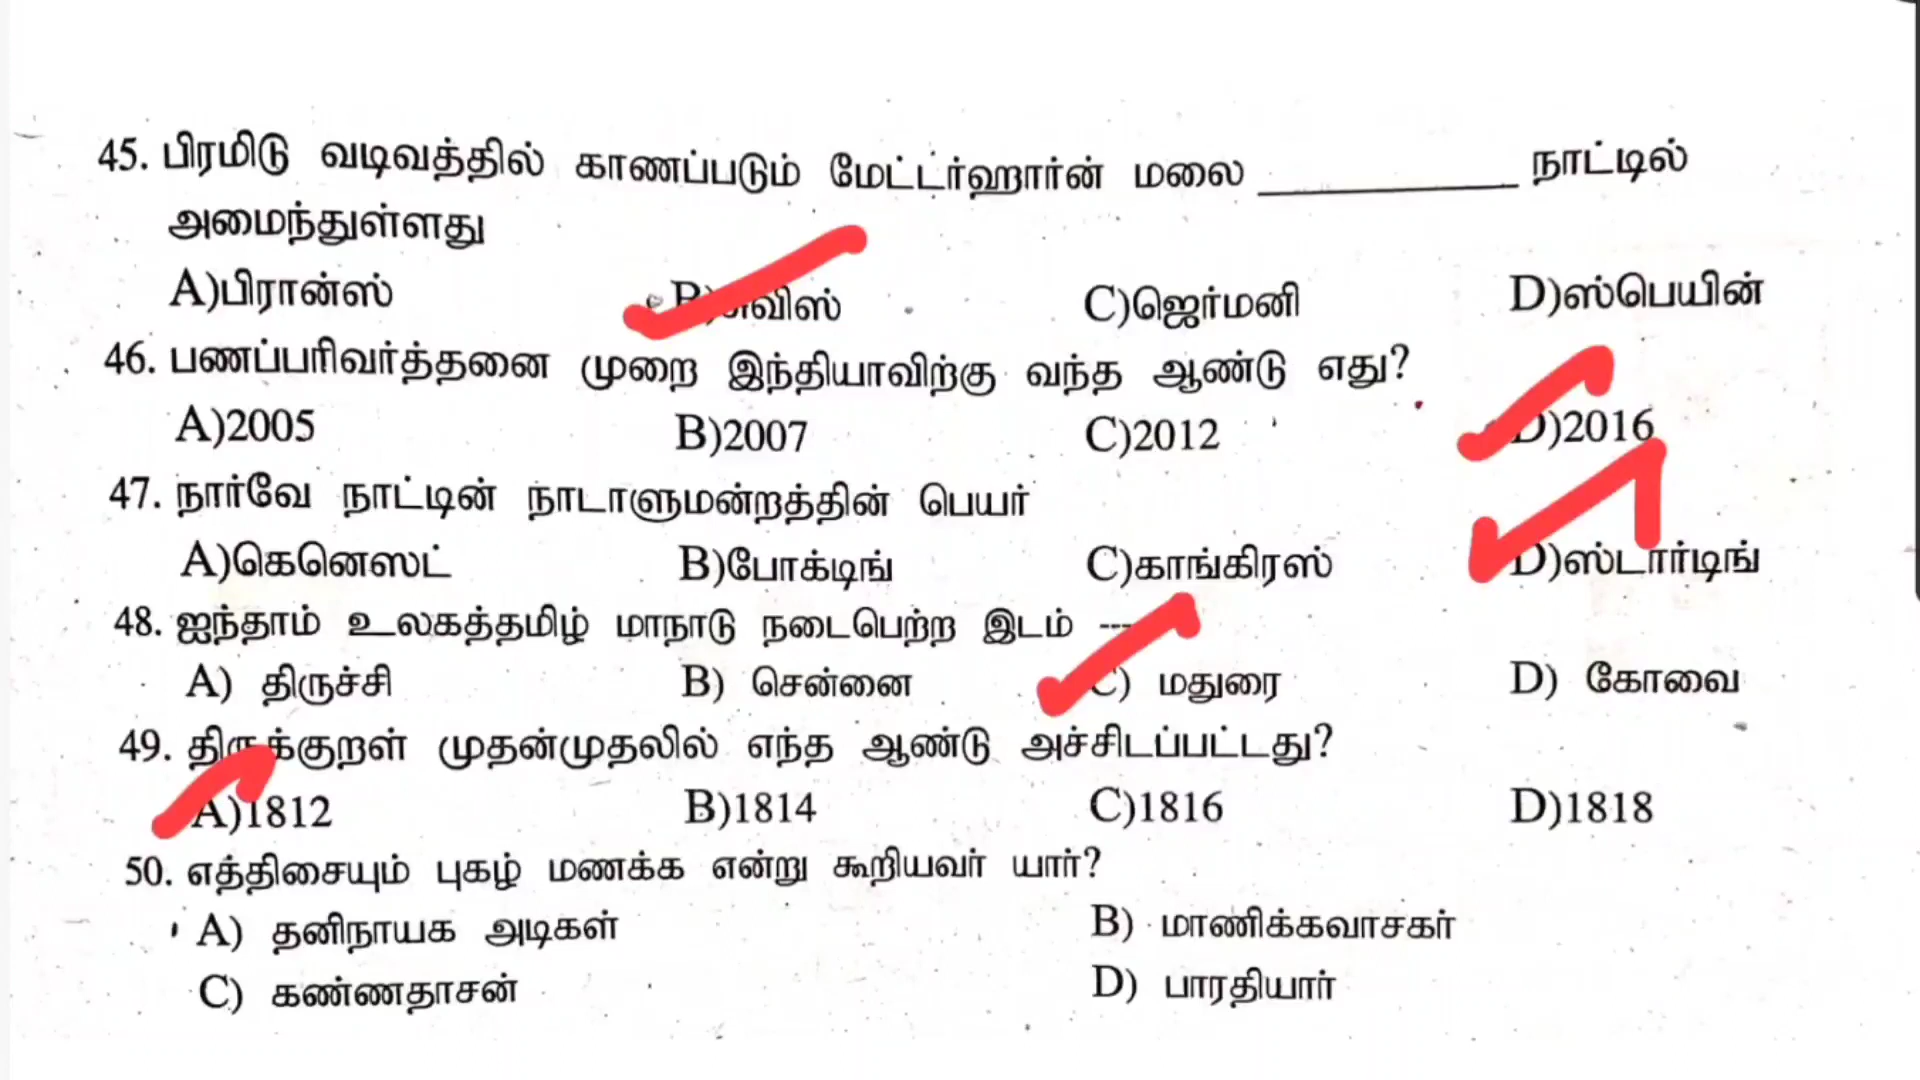 45. பிரமிடு வடிவத்தில் காணப்படும் மேட்டர்ஹார்ன் மலை __________ நாட்டில்
அமைந்துள்ளது
A)பிரான்ஸ் B)சுவிஸ் C)ஜெர்மனி D)ஸ்பெயின்
46. பணப்பரிவர்த்தனை முறை இந்தியாவிற்கு வந்த ஆண்டு எது?
A)2005 B)2007 C)2012 D)2016
47. நார்வே நாட்டின் நாடாளுமன்றத்தின் பெயர்
A)கெனெஸட் B)போக்டிங் C)காங்கிரஸ் D)ஸ்டார்டிங்
48. ஐந்தாம் உலகத்தமிழ் மாநாடு நடைபெற்ற இடம் ---
A) திருச்சி B) சென்னை C) மதுரை D) கோவை
49. திருக்குறள் முதன்முதலில் எந்த ஆண்டு அச்சிடப்பட்டது?
A)1812 B)1814 C)1816 D)1818
50. எத்திசையும் புகழ் மணக்க என்று கூறியவர் யார்?
A) தனிநாயக அடிகள் B) மாணிக்கவாசகர்
C) கண்ணதாசன் D) பாரதியார்